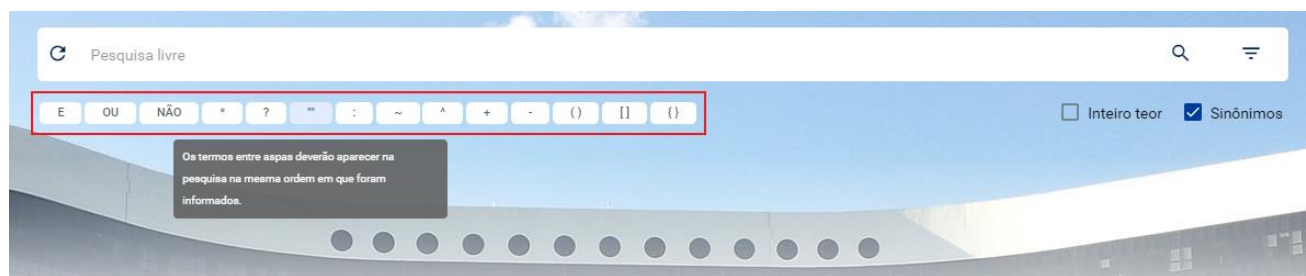 Pesquisa livre
E OU NÃO * ? "" : ~ ^ + - () [] {}
Inteiro teor Sinônimos
Os termos entre aspas deverão aparecer na
pesquisa na mesma ordem em que foram
informados.